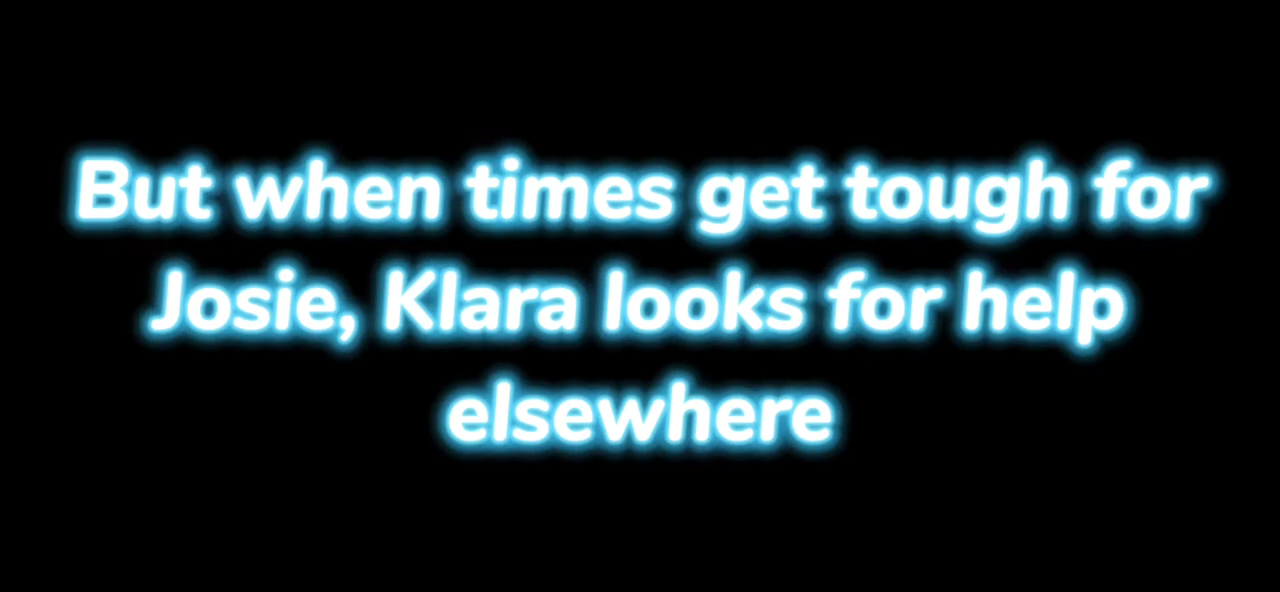 But when times get tough for
Josie, Klara looks for help
elsewhere